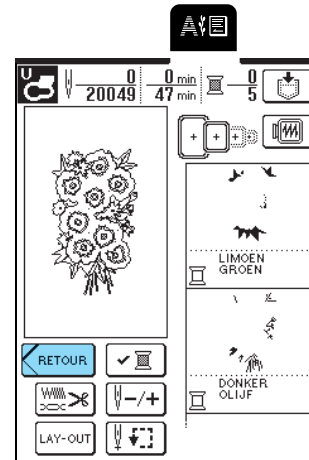 A
U 0 0 min 0
20049 47 min 5
LIMOEN
GROEN
RETOUR
DONKER
OLIJF
-/+
LAY-OUT